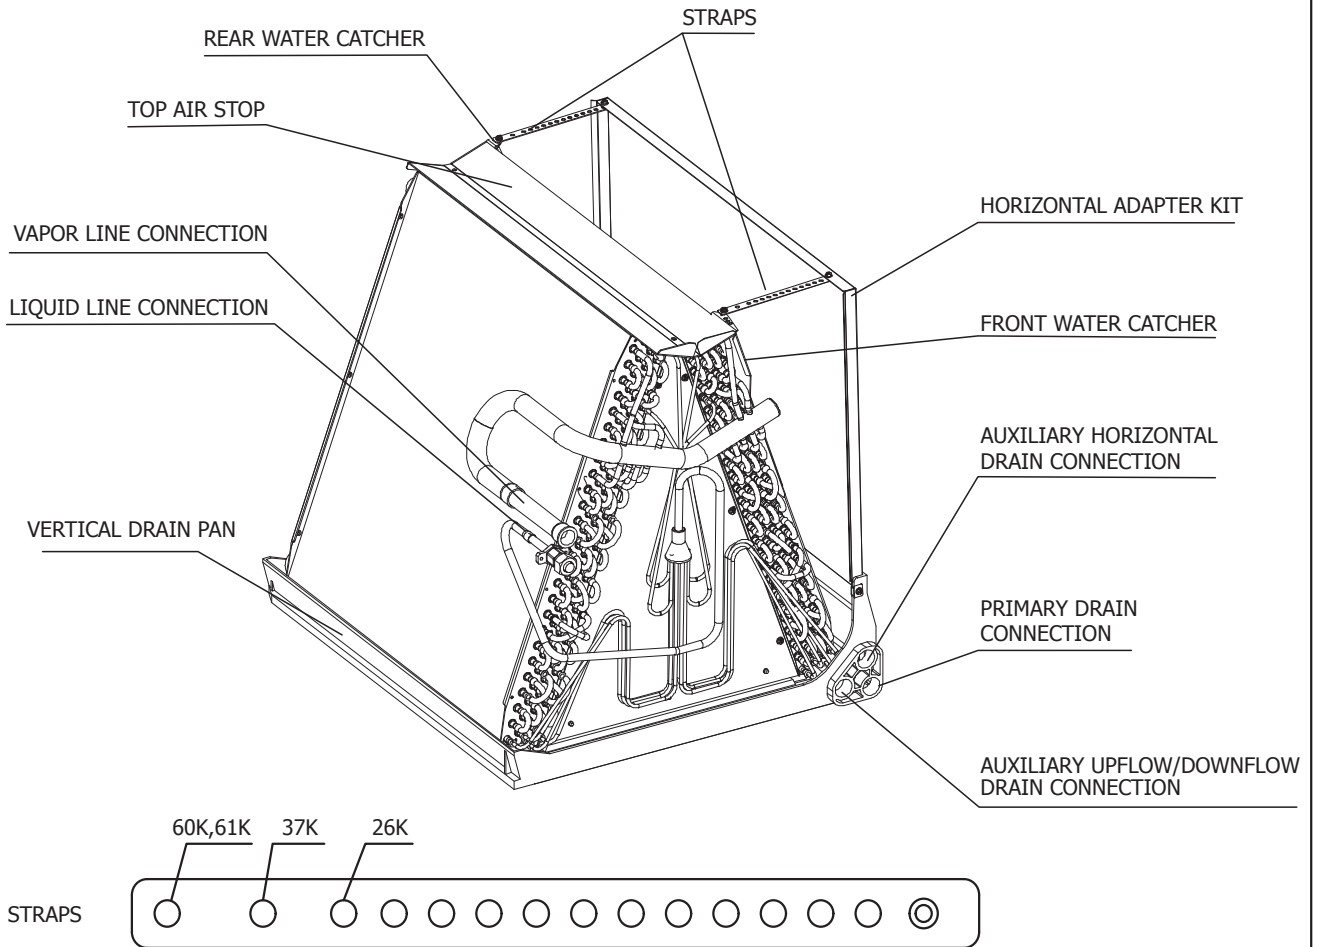 STRAPS
REAR WATER CATCHER
TOP AIR STOP
HORIZONTAL ADAPTER KIT
VAPOR LINE CONNECTION
LIQUID LINE CONNECTION
FRONT WATER CATCHER
AUXILIARY HORIZONTAL
DRAIN CONNECTION
VERTICAL DRAIN PAN
PRIMARY DRAIN
CONNECTION
AUXILIARY UPFLOW/DOWNFLOW
DRAIN CONNECTION
60K,61K 37K 26K
STRAPS